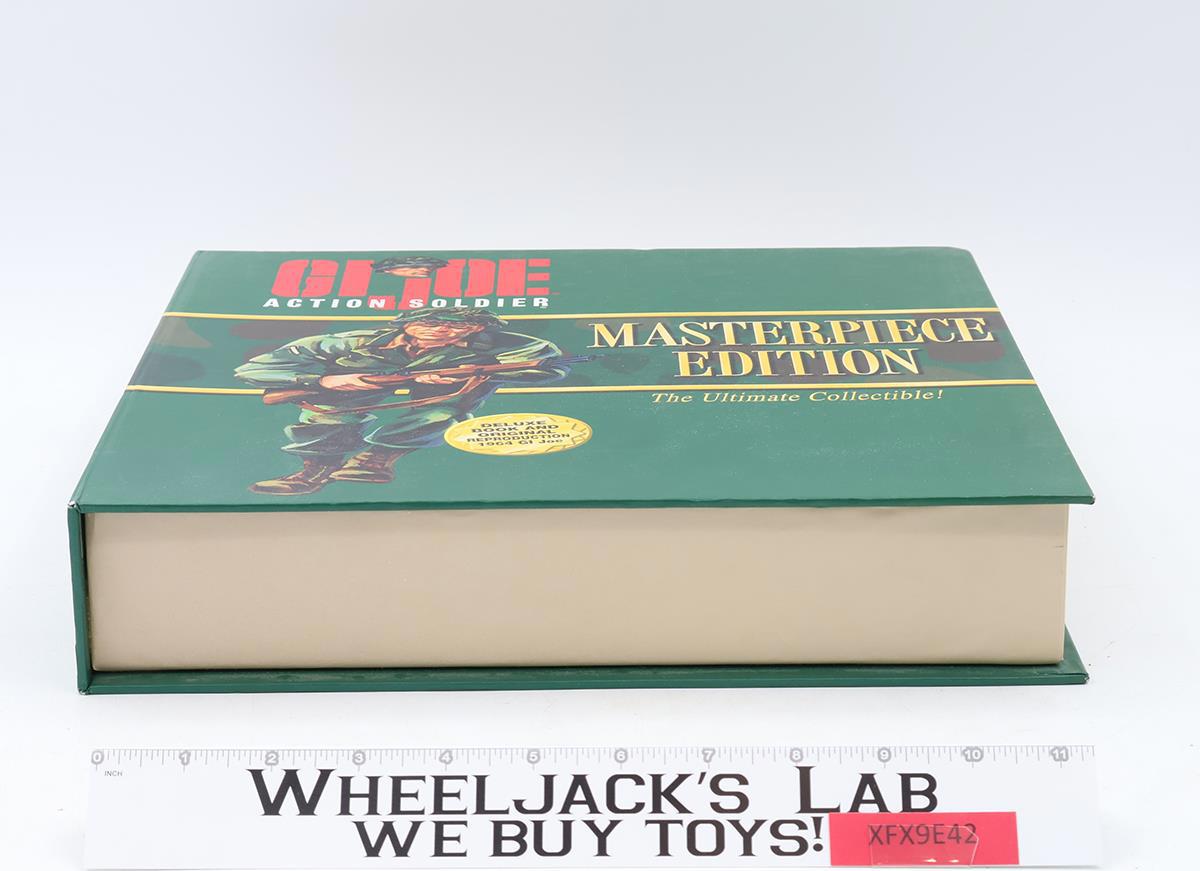 GI JOE
ACTION SOLDIER
MASTERPIECE
EDITION
The Ultimate Collectible!
DELUXE
BOOK AND
ORIGINAL
REPRODUCTION
1964 GI Joe
0 1 2 3 4 5 6 7 8 9 10 11
INCH
WHEELJACK'S LAB
WE BUY TOYS!
XFX9E42